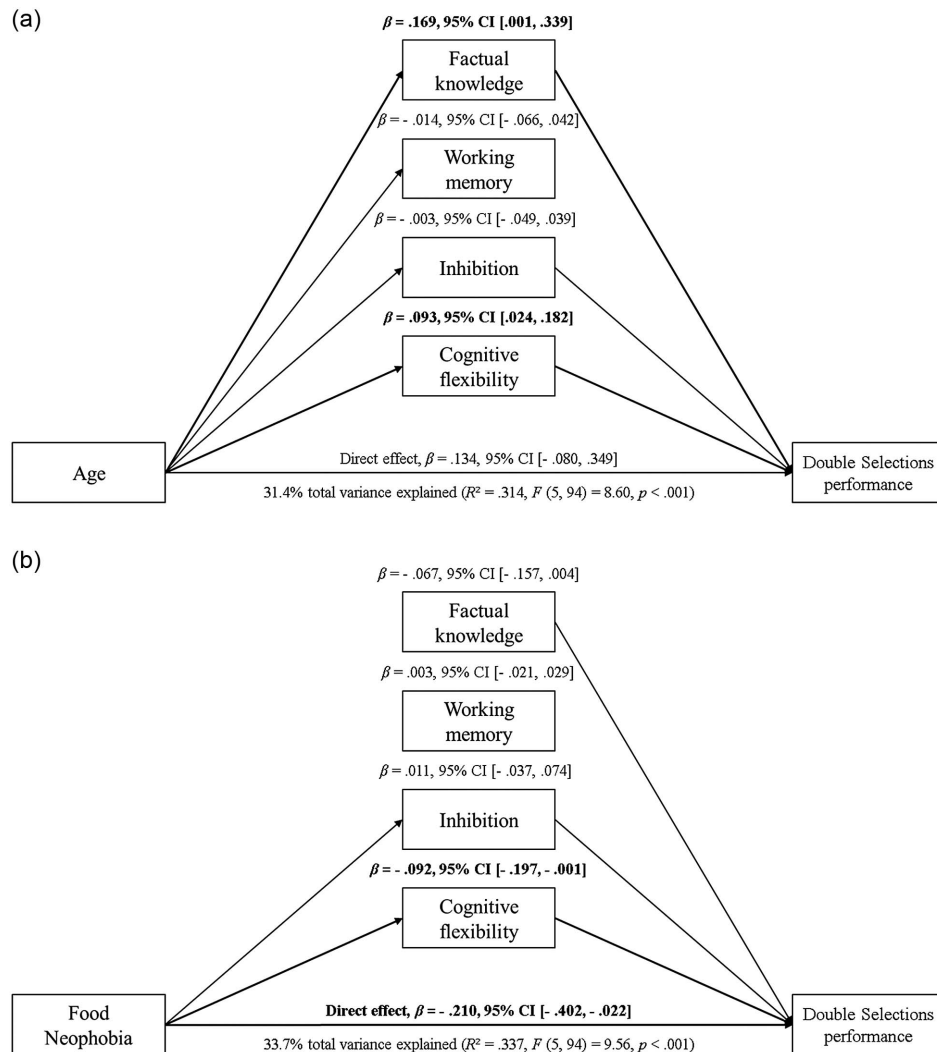 (a)
β = .169, 95% CI [.001, .339]
Factual
knowledge
β = - .014, 95% CI [- .066, .042]
Working
memory
β = - .003, 95% CI [- .049, .039]
Inhibition
β = .093, 95% CI [.024, .182]
Cognitive
flexibility
Age
Direct effect, β = .134, 95% CI [- .080, .349]
31.4% total variance explained (R² = .314, F (5, 94) = 8.60, p < .001)
Double Selections
performance
(b)
β = - .067, 95% CI [- .157, .004]
Factual
knowledge
β = .003, 95% CI [- .021, .029]
Working
memory
β = .011, 95% CI [- .037, .074]
Inhibition
β = - .092, 95% CI [- .197, - .001]
Cognitive
flexibility
Food
Neophobia
Direct effect, β = - .210, 95% CI [- .402, - .022]
33.7% total variance explained (R² = .337, F (5, 94) = 9.56, p < .001)
Double Selections
performance